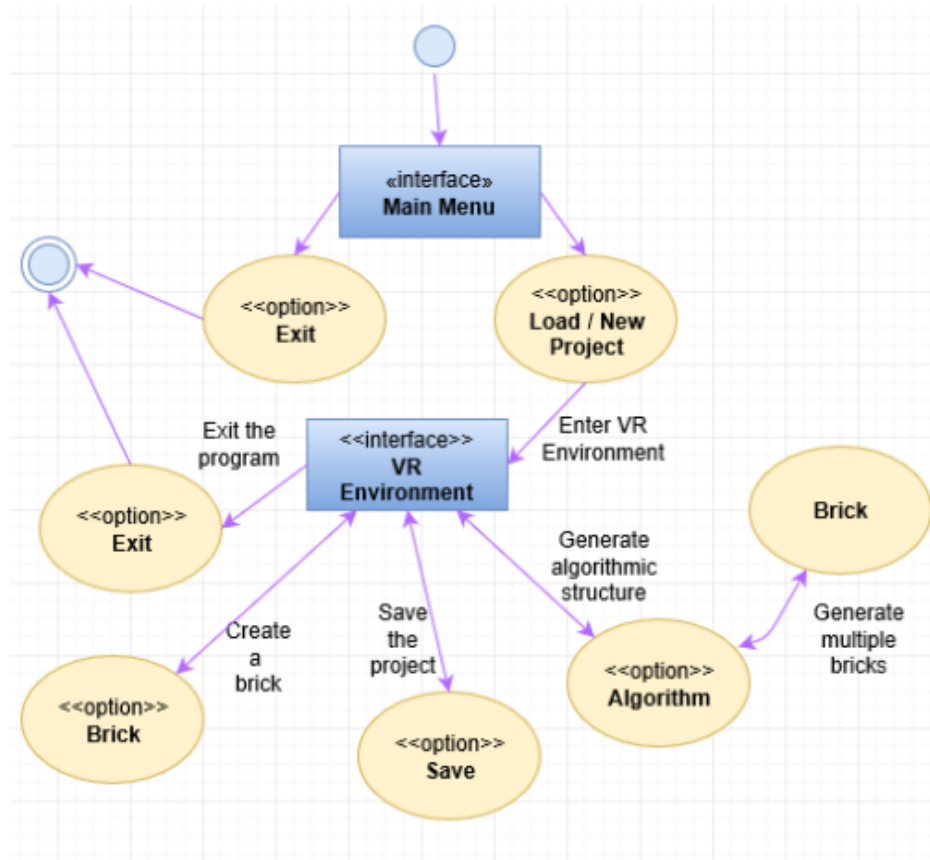 «interface»
Main Menu
<<option>>
Exit
<<option>>
Load / New
Project
Exit the
program
<<interface>>
VR
Environment
Enter VR
Environment
<<option>>
Exit
Brick
Generate
algorithmic
structure
Create
a
brick
Save
the
project
Generate
multiple
bricks
<<option>>
Brick
<<option>>
Save
<<option>>
Algorithm